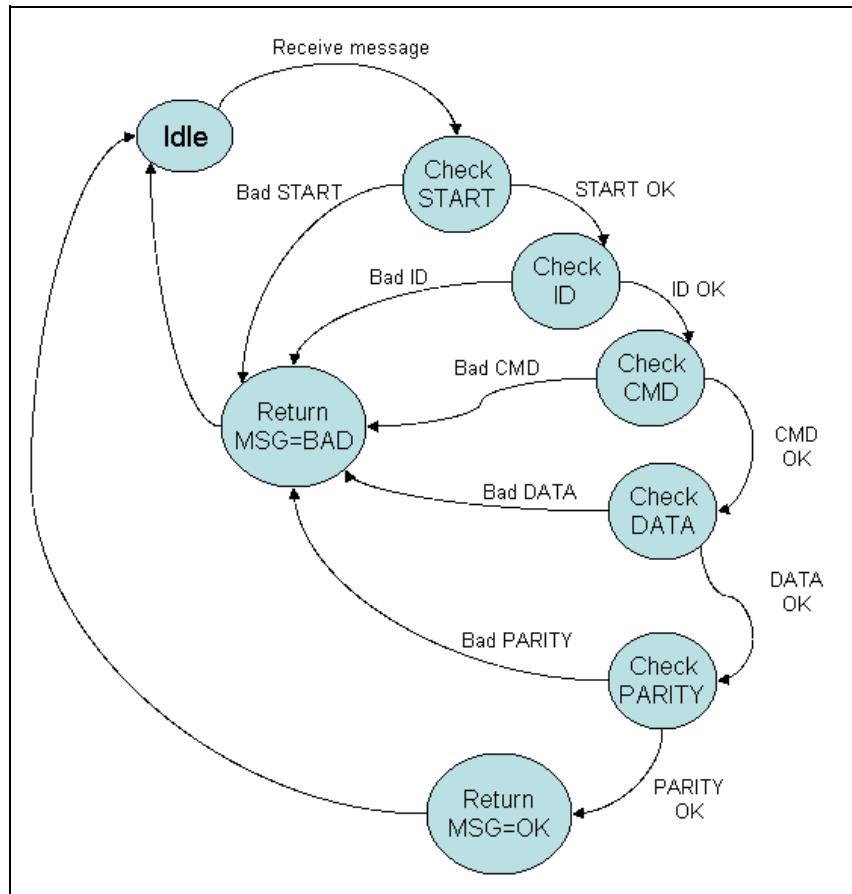 Receive message
Idle
Check
START
Bad START
START OK
Check
ID
Bad ID
ID OK
Check
CMD
Bad CMD
CMD
OK
Return
MSG=BAD
Check
DATA
Bad DATA
DATA
OK
Check
PARITY
Bad PARITY
PARITY
OK
Return
MSG=OK